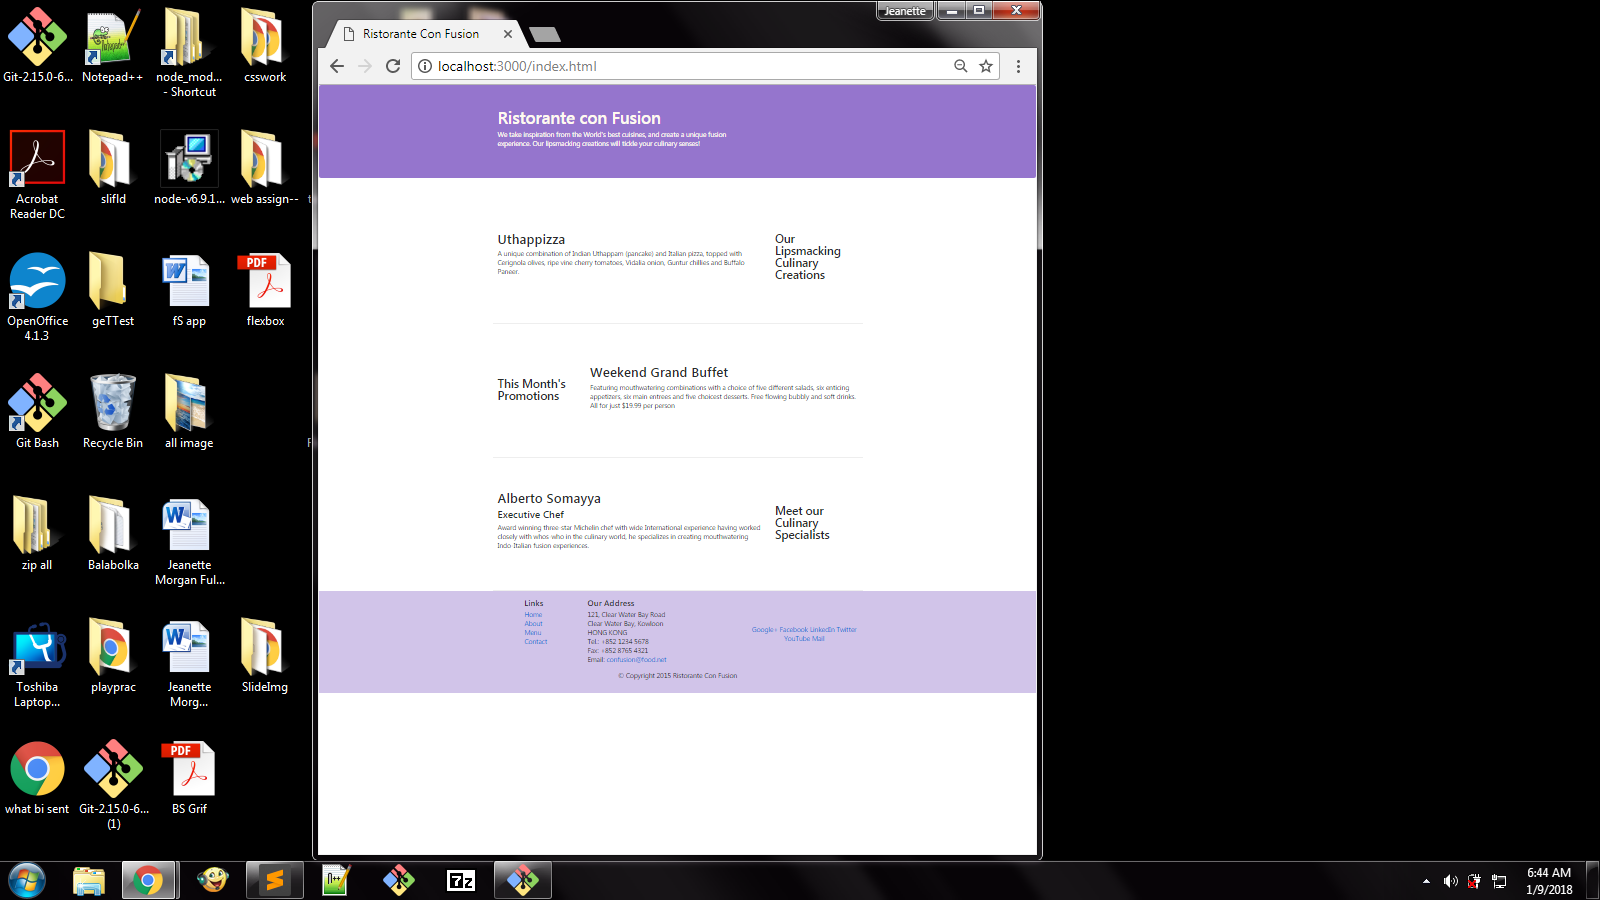 Git-2.15.0-6...
Notepad++
node_mod... - Shortcut
csswork
Acrobat Reader DC
slifld
node-v6.9.1...
web assign--
OpenOffice 4.1.3
geTTest
fS app
flexbox
Git Bash
Recycle Bin
all image
zip all
Balabolka
Jeanette Morgan Ful...
Toshiba Laptop...
playprac
Jeanette Morg...
SlideImg
what bi sent
Git-2.15.0-6... (1)
BS Grif
Jeanette
Ristorante Con Fusion
localhost:3000/index.html
Ristorante con Fusion
We take inspiration from the World's best cuisines, and create a unique fusion
experience. Our lipsmacking creations will tickle your culinary senses!
Uthappizza
A unique combination of Indian Uthappam (pancake) and Italian pizza, topped with
Cerignola olives, ripe vine cherry tomatoes, Vidalia onion, Guntur chillies and Buffalo
Paneer.
Our
Lipsmacking
Culinary
Creations
This Month's
Promotions
Weekend Grand Buffet
Featuring mouthwatering combinations with a choice of five different salads, six enticing
appetizers, six main entrees and five choicest desserts. Free flowing bubbly and soft drinks.
All for just $19.99 per person
Alberto Somayya
Executive Chef
Award winning three star Michelin chef with wide International experience having worked
closely with whos-who in the culinary world, he specializes in creating mouthwatering
Indo Italian fusion experiences.
Meet our
Culinary
Specialists
Links
Home
About
Menu
Contact
Our Address
121, Clear Water Bay Road
Clear Water Bay, Kowloon
HONG KONG
Tel.: +852 1234 5678
Fax: +852 8765 4321
Email: confusion@food.net
Google+ Facebook LinkedIn Twitter
YouTube Mail
© Copyright 2015 Ristorante Con Fusion
6:44 AM
1/9/2018